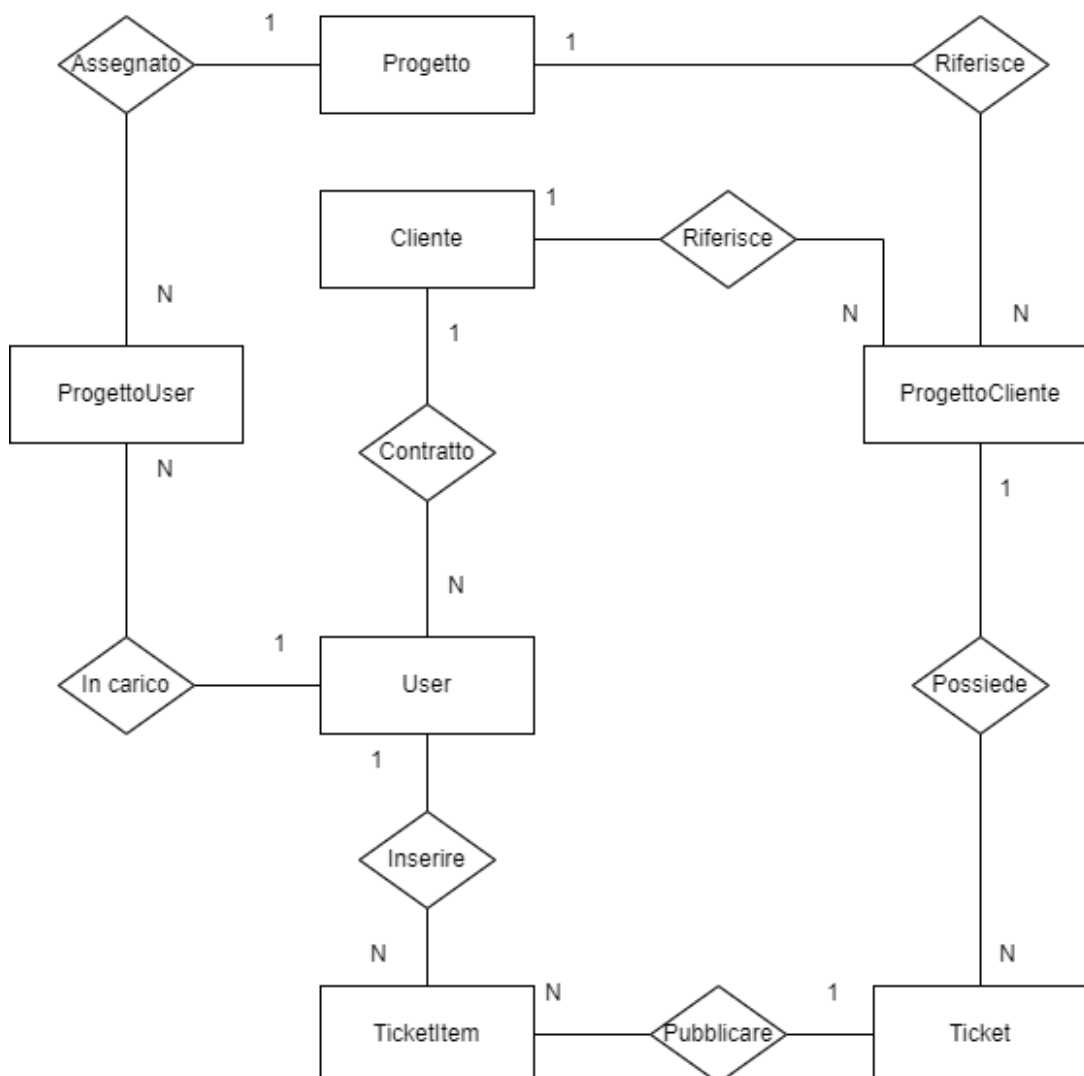 1
1
Assegnato
Progetto
Riferisce
1
Cliente
Riferisce
N
N
N
1
ProgettoUser
ProgettoCliente
Contratto
N
1
N
1
In carico
User
Possiede
1
Inserire
N
N
N
1
TicketItem
Pubblicare
Ticket